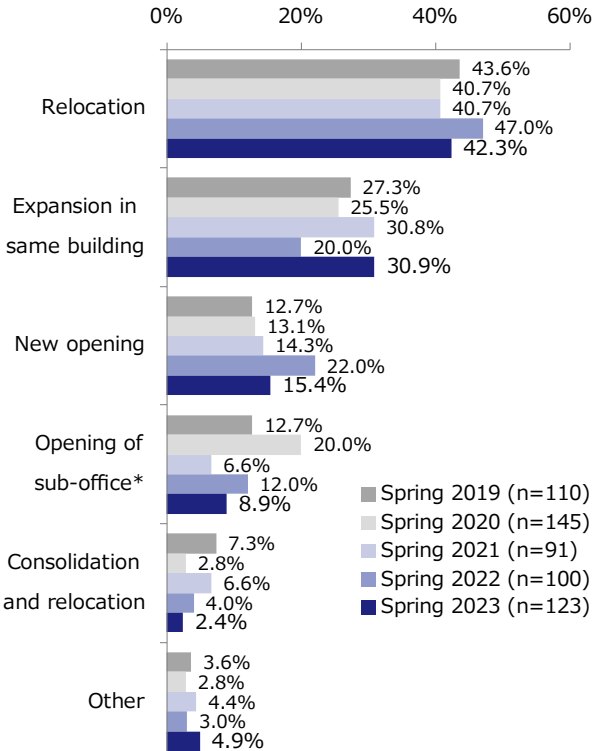 0% 20% 40% 60%
43.6%
40.7%
Relocation
40.7%
47.0%
42.3%
27.3%
Expansion in
25.5%
30.8%
same building
20.0%
30.9%
12.7%
13.1%
New opening
14.3%
22.0%
15.4%
12.7%
Opening of
20.0%
6.6%
sub-office*
12.0%
8.9%
Spring 2019 (n=110)
Spring 2020 (n=145)
Spring 2021 (n=91)
Spring 2022 (n=100)
Spring 2023 (n=123)
7.3%
Consolidation
2.8%
6.6%
and relocation
4.0%
2.4%
3.6%
2.8%
Other
4.4%
3.0%
4.9%